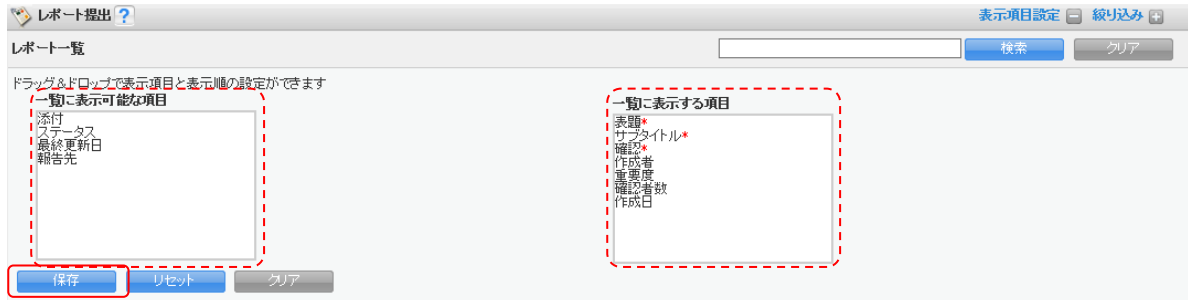 レポート提出 ? 表示項目設定 絞り込み
レポート一覧 検索 クリア
ドラッグ&ドロップで表示項目と表示順の設定ができます
一覧に表示可能な項目
添付
ステータス
最終更新日
報告先
一覧に表示する項目
表題*
サブタイトル*
確認*
作成者
重要度
確認者数
作成日
保存 リセット クリア